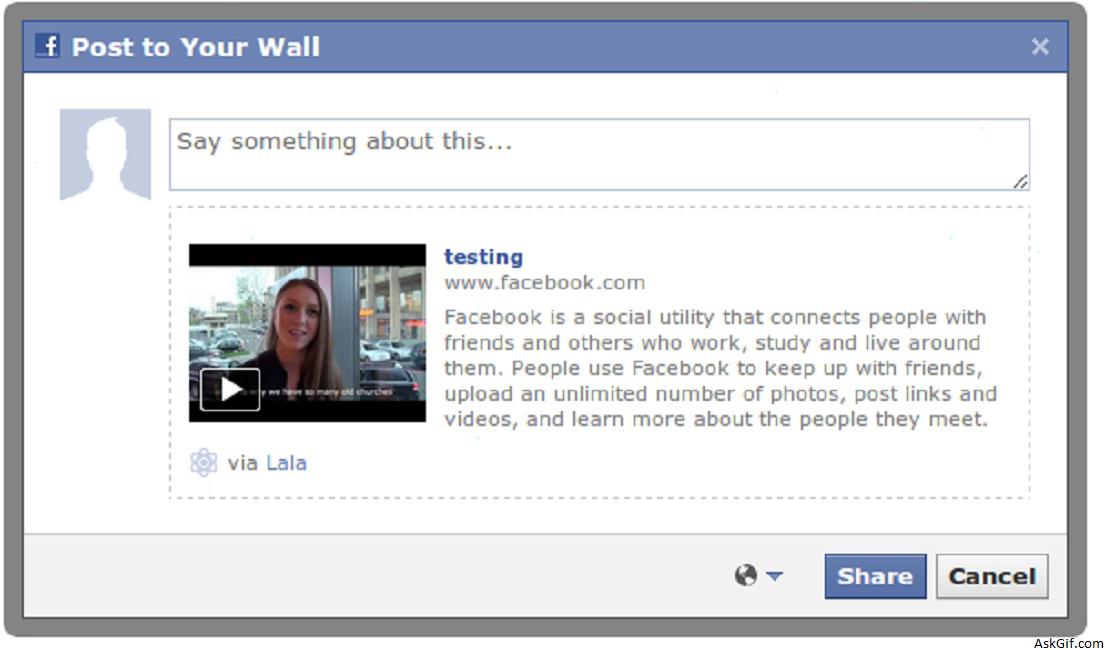 f Post to Your Wall
Say something about this...
testing
www.facebook.com
Facebook is a social utility that connects people with
friends and others who work, study and live around
them. People use Facebook to keep up with friends,
upload an unlimited number of photos, post links and
videos, and learn more about the people they meet.
why we have so many old churches
via Lala
Share Cancel
AskGif.com